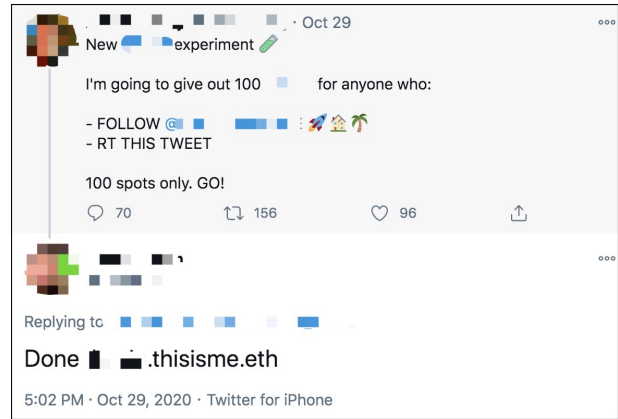 · Oct 29
New experiment
I'm going to give out 100 for anyone who:
- FOLLOW @
- RT THIS TWEET
100 spots only. GO!
70 156 96
Replying to
Done .thisisme.eth
5:02 PM · Oct 29, 2020 · Twitter for iPhone